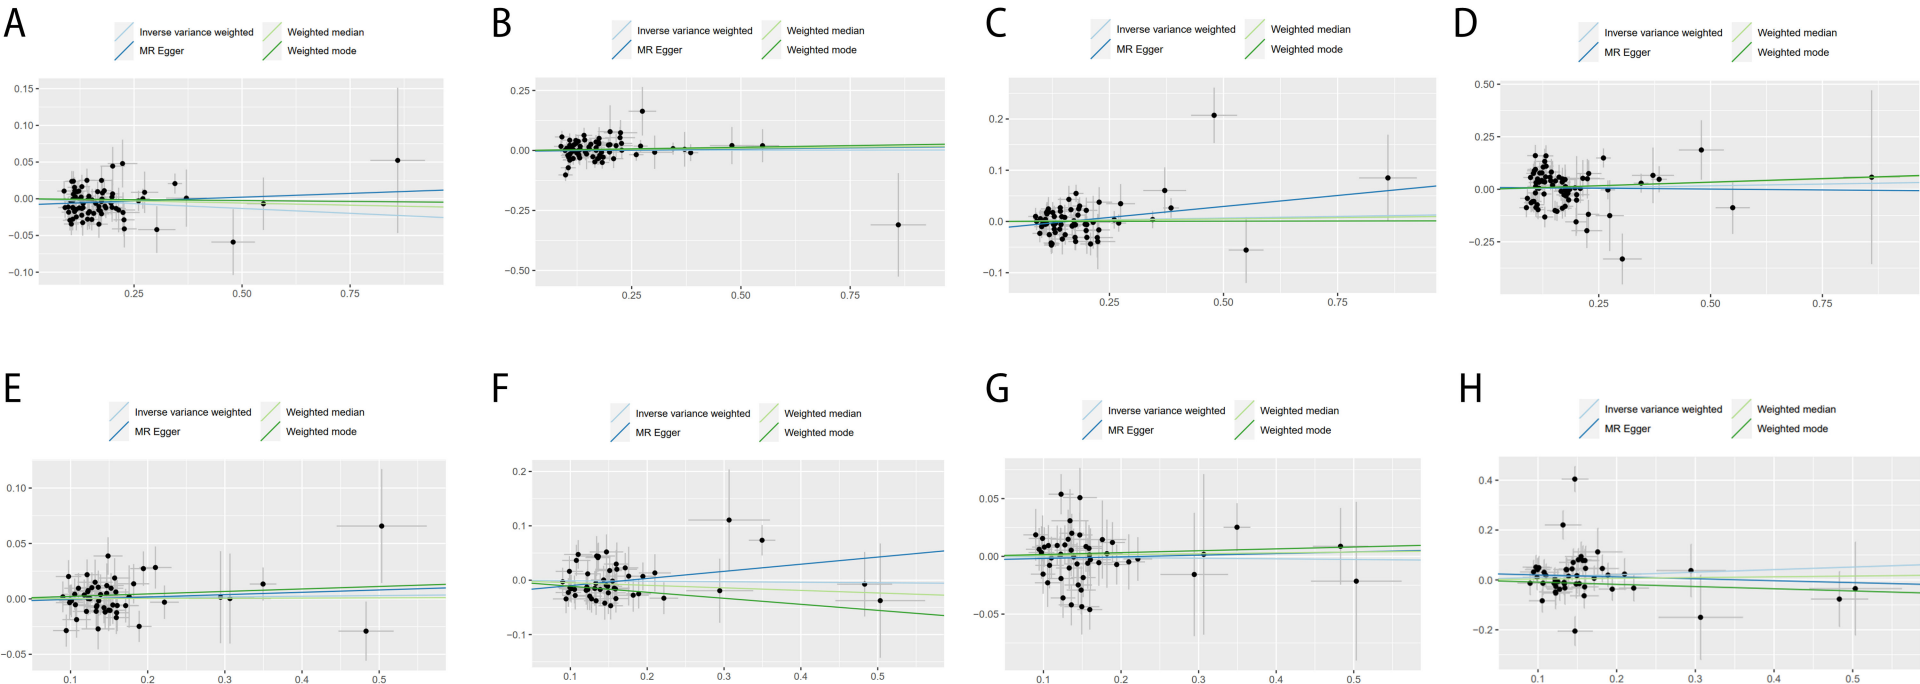 A
Inverse variance weighted
Weighted median
MR Egger
Weighted mode
0.15
0.10
0.05
0.00
−0.05
−0.10
0.25
0.50
0.75
B
Inverse variance weighted
Weighted median
MR Egger
Weighted mode
0.25
0.00
−0.25
−0.50
0.25
0.50
0.75
C
Inverse variance weighted
Weighted median
MR Egger
Weighted mode
0.2
0.1
0.0
−0.1
0.25
0.50
0.75
D
Inverse variance weighted
Weighted median
MR Egger
Weighted mode
0.50
0.25
0.00
−0.25
0.25
0.50
0.75
E
Inverse variance weighted
Weighted median
MR Egger
Weighted mode
0.10
0.05
0.00
−0.05
0.1
0.2
0.3
0.4
0.5
F
Inverse variance weighted
Weighted median
MR Egger
Weighted mode
0.2
0.1
0.0
−0.1
0.1
0.2
0.3
0.4
0.5
G
Inverse variance weighted
Weighted median
MR Egger
Weighted mode
0.05
0.00
−0.05
0.1
0.2
0.3
0.4
0.5
H
Inverse variance weighted
Weighted median
MR Egger
Weighted mode
0.4
0.2
0.0
−0.2
0.1
0.2
0.3
0.4
0.5